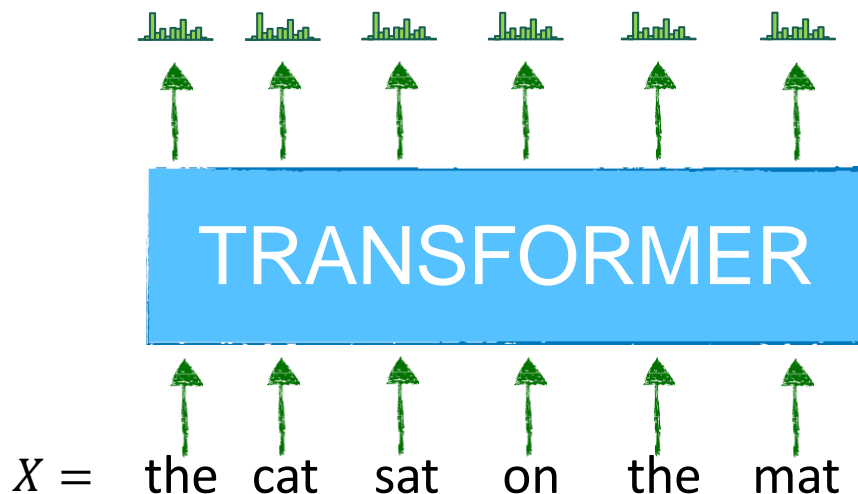 TRANSFORMER
X = the cat sat on the mat